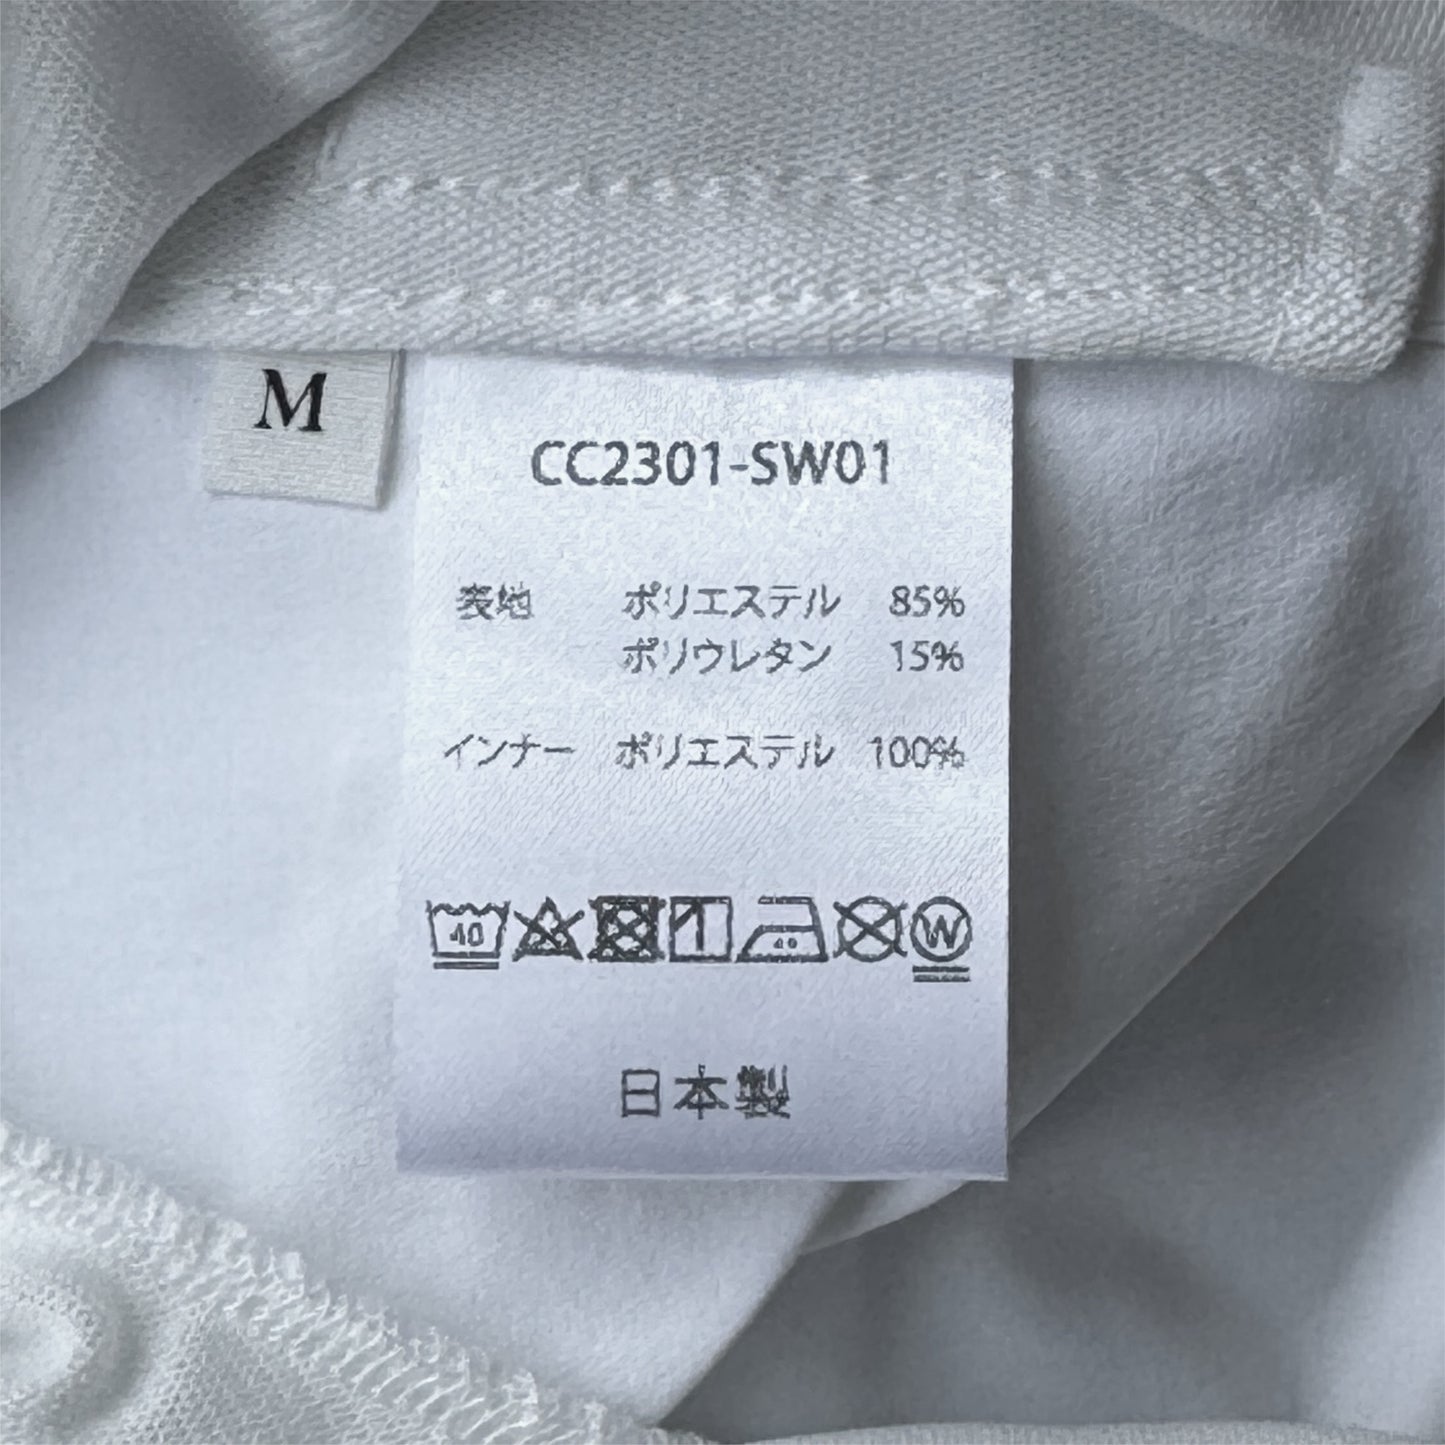 M
CC2301-SW01
表地 ポリエステル 85%
ポリウレタン 15%
インナー ポリエステル 100%
40 40 W
日本製